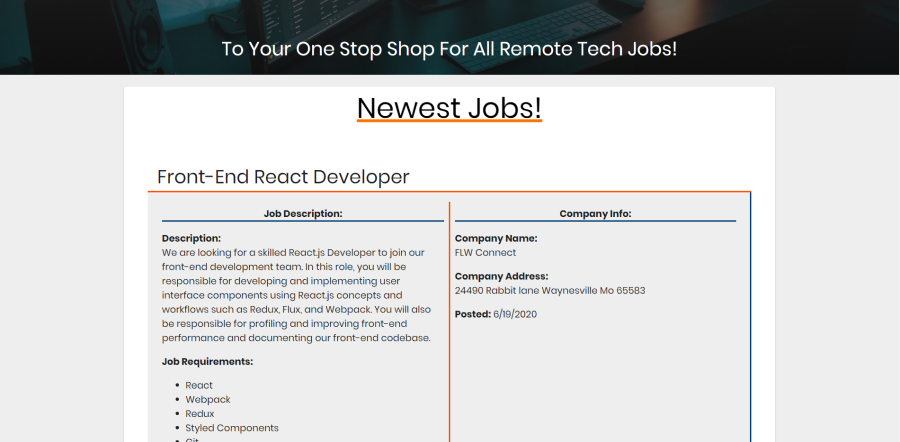 To Your One Stop Shop For All Remote Tech Jobs!
Newest Jobs!
Front-End React Developer
Job Description:
Description:
We are looking for a skilled React.js Developer to join our
front-end development team. In this role, you will be
responsible for developing and implementing user
interface components using React.js concepts and
workflows such as Redux, Flux, and Webpack. You will also
be responsible for profiling and improving front-end
performance and documenting our front-end codebase.
Job Requirements:
• React
• Webpack
• Redux
• Styled Components
• Git
Company Info:
Company Name:
FLW Connect
Company Address:
24490 Rabbit lane Waynesville Mo 65583
Posted: 6/19/2020